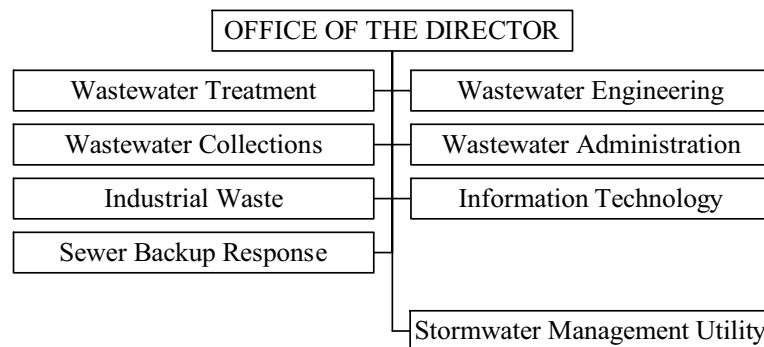 OFFICE OF THE DIRECTOR
Wastewater Treatment
Wastewater Engineering
Wastewater Collections
Wastewater Administration
Industrial Waste
Information Technology
Sewer Backup Response
Stormwater Management Utility